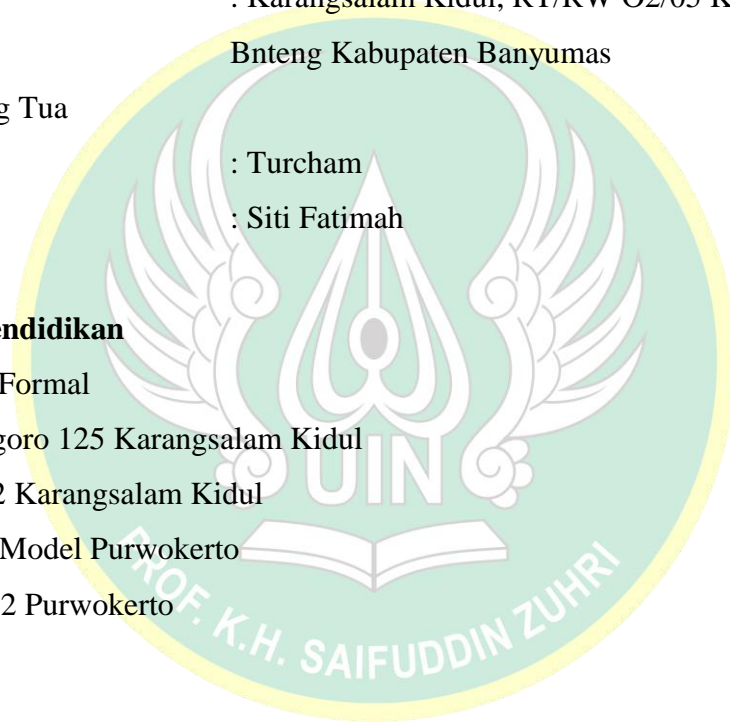 : Karangsalam Kidul, RT/RW O2/05 K
Bnteng Kabupaten Banyumas
g Tua
: Turcham
: Siti Fatimah
endidikan
Formal
goro 125 Karangsalam Kidul
2 Karangsalam Kidul
Model Purwokerto
2 Purwokerto
UIN
PROF. K.H. SAIFUDDIN ZUHRI